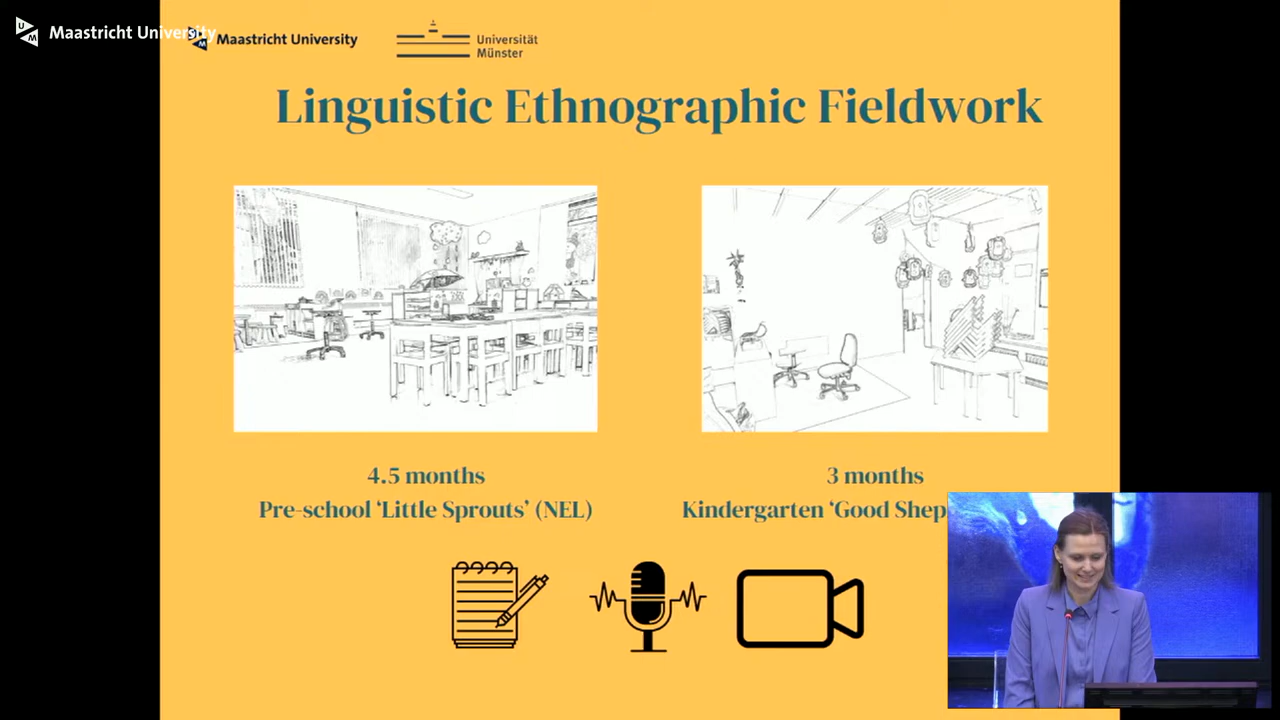 Maastricht University
Maastricht University
Universität
Münster
Linguistic Ethnographic Fieldwork
4.5 months
Pre-school ‘Little Sprouts’ (NEL)
3 months
Kindergarten ‘Good Shep